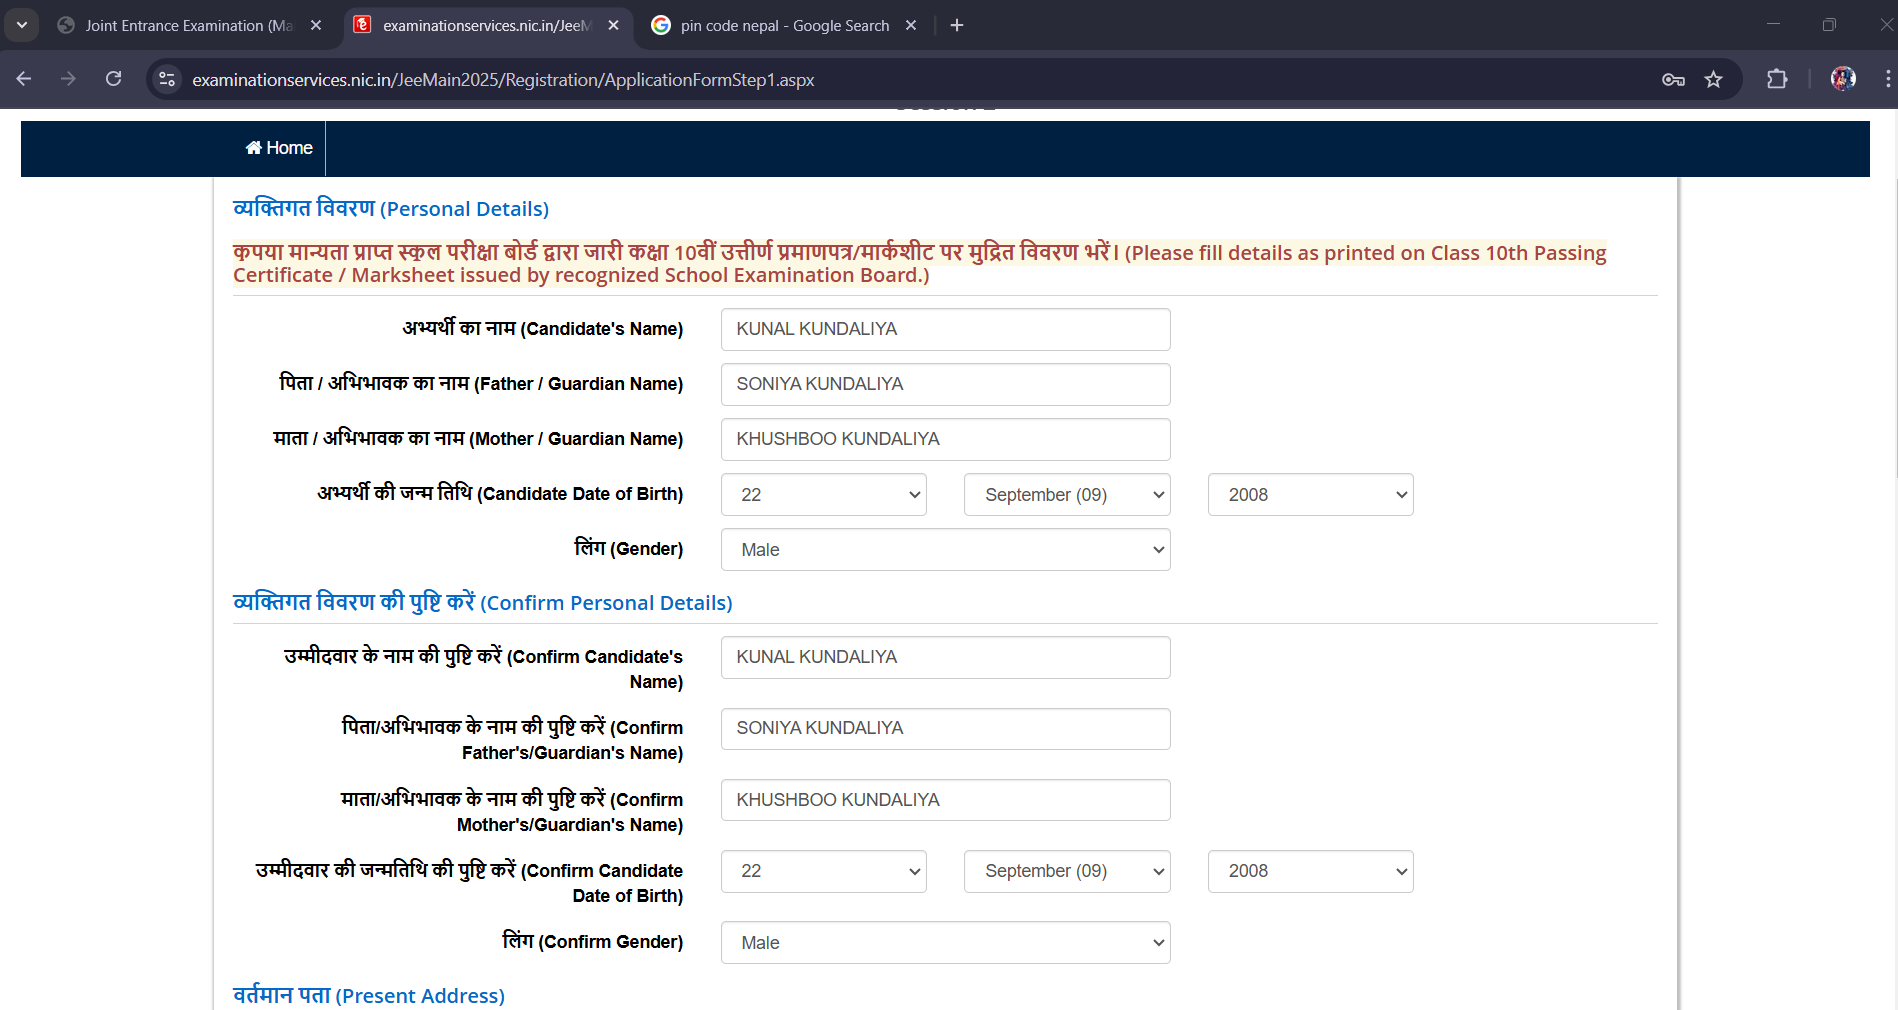 Joint Entrance Examination (Ma
examinationservices.nic.in/JeeM
pin code nepal - Google Search
examinationservices.nic.in/JeeMain2025/Registration/ApplicationFormStep1.aspx
Home
व्यक्तिगत विवरण (Personal Details)
कृपया मान्यता प्राप्त स्कूल परीक्षा बोर्ड द्वारा जारी कक्षा 10वीं उत्तीर्ण प्रमाणपत्र/मार्कशीट पर मुद्रित विवरण भरें। (Please fill details as printed on Class 10th Passing
Certificate / Marksheet issued by recognized School Examination Board.)
अभ्यर्थी का नाम (Candidate's Name) KUNAL KUNDALIYA
पिता / अभिभावक का नाम (Father / Guardian Name) SONIYA KUNDALIYA
माता / अभिभावक का नाम (Mother / Guardian Name) KHUSHBOO KUNDALIYA
अभ्यर्थी की जन्म तिथि (Candidate Date of Birth) 22 September (09) 2008
लिंग (Gender) Male
व्यक्तिगत विवरण की पुष्टि करें (Confirm Personal Details)
उम्मीदवार के नाम की पुष्टि करें (Confirm Candidate's
Name)
KUNAL KUNDALIYA
पिता/अभिभावक के नाम की पुष्टि करें (Confirm
Father's/Guardian's Name)
SONIYA KUNDALIYA
माता/अभिभावक के नाम की पुष्टि करें (Confirm
Mother's/Guardian's Name)
KHUSHBOO KUNDALIYA
उम्मीदवार की जन्मतिथि की पुष्टि करें (Confirm Candidate
Date of Birth)
22 September (09) 2008
लिंग (Confirm Gender) Male
वर्तमान पता (Present Address)